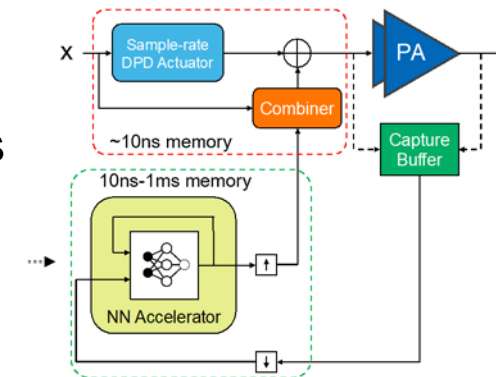 X
Sample-rate
DPD Actuator
PA
Combiner
~10ns memory
Capture
Buffer
s
10ns-1ms memory
NN Accelerator